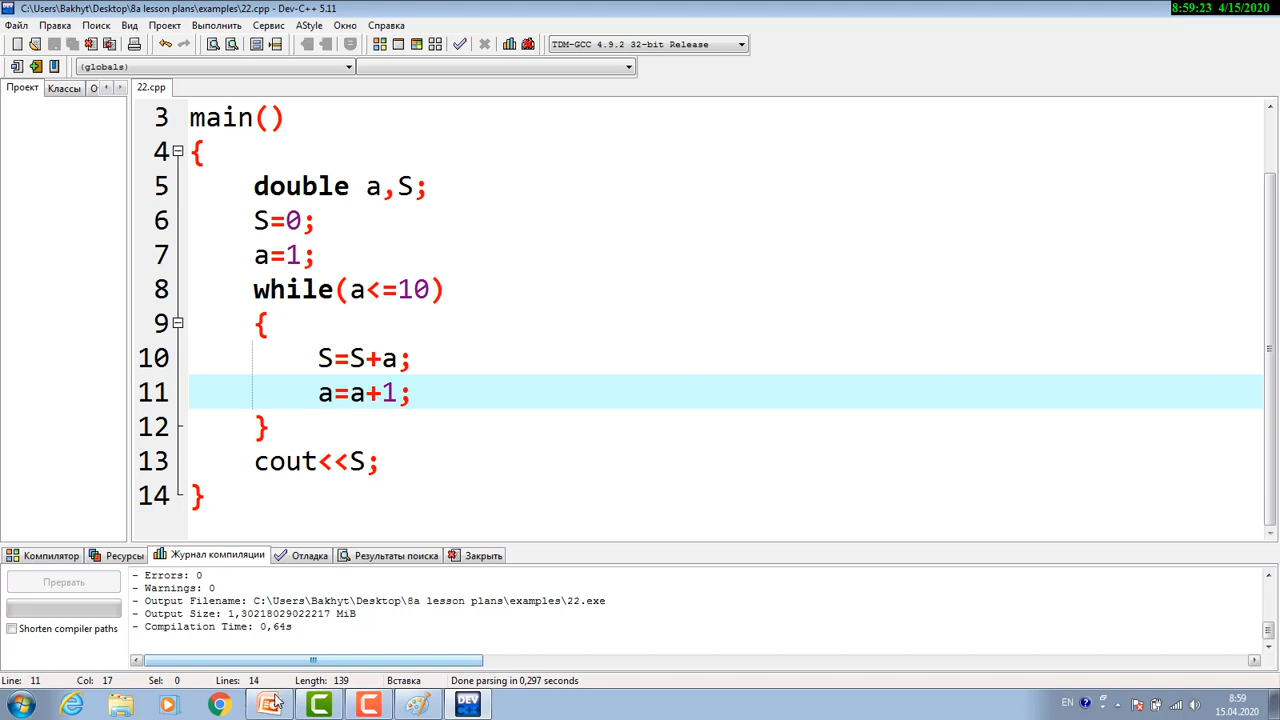 C:\Users\Bakhyt\Desktop\8a lesson plans\examples\22.cpp - Dev-C++ 5.11
8:59:23 4/15/2020
Файл Правка Поиск Вид Проект Выполнить Сервис AStyle Окно Справка
TDM-GCC 4.9.2 32-bit Release
(globals)
Проект Классы О
22.cpp
3 main()
4 {
5 double a,S;
6 S=0;
7 a=1;
8 while(a<=10)
9 {
10 S=S+a;
11 a=a+1;
12 }
13 cout<<S;
14 }
Компилятор Ресурсы Журнал компиляции Отладка Результаты поиска Закрыть
Прервать
Shorten compiler paths
- Errors: 0
- Warnings: 0
- Output Filename: C:\Users\Bakhyt\Desktop\8a lesson plans\examples\22.exe
- Output Size: 1,30218029022217 MiB
- Compilation Time: 0,64s
Line: 11 Col: 17 Sel: 0 Lines: 14 Length: 139 Вставка Done parsing in 0,297 seconds
DEV
EN
8:59
15.04.2020